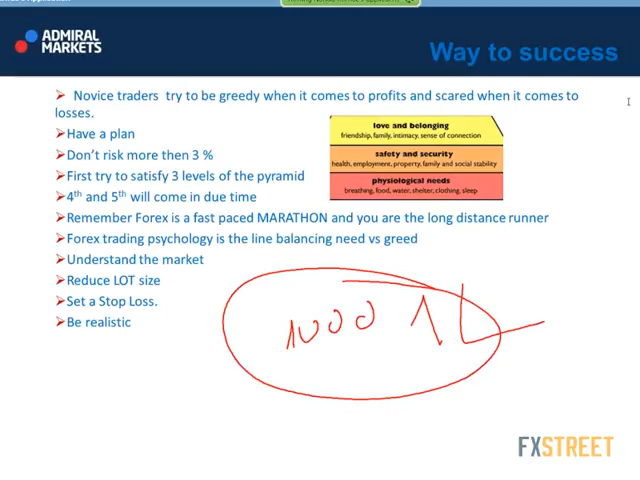 ADMIRAL
MARKETS
Way to success
Novice traders try to be greedy when it comes to profits and scared when it comes to
losses.
Have a plan
Don't risk more then 3 %
First try to satisfy 3 levels of the pyramid
4th and 5th will come in due time
Remember Forex is a fast paced MARATHON and you are the long distance runner
Forex trading psychology is the line balancing need vs greed
Understand the market
Reduce LOT size
Set a Stop Loss.
Be realistic
love and belonging
friendship, family, intimacy, sense of connection
safety and security
health, employment, property, family and social stability
physiological needs
breathing, food, water, shelter, clothing, sleep
1000 1L
FXSTREET